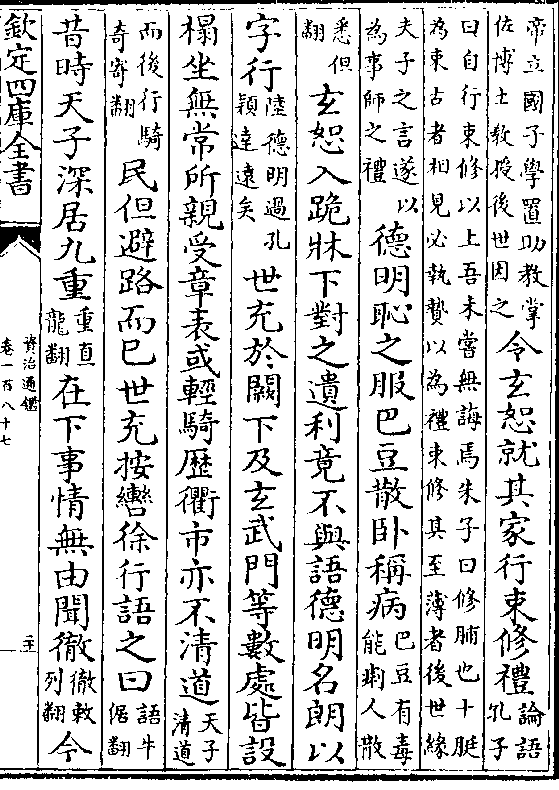 帝立國子學置助教掌
佐博士教授後世因之
令玄恕就其家行束修禮
論語
孔子
曰自行束修以上吾未嘗無誨焉朱子曰修脯也十脡
為束古者相見必執贄以為禮束修其至薄者後世緣
夫子之言遂以
為事師之禮
德明恥之服巴豆散卧稱病
巴豆有毒
能痢人散
悉但
翻
玄恕入跪牀下對之遺利竟不與語德明名朗以
字行
陸德明過孔
穎達遠矣
世充於闕下及玄武門等數處皆設
榻坐無常所親受章表或輕騎歷衢市亦不清道
天子
清道
而後行騎
奇寄翻
民但避路而已世充按轡徐行語之曰
語牛
倨翻
昔時天子深居九重
重直
龍翻
在下事情無由聞徹
徹敕
列翻
今
欽定四庫全書
資治通鑑
卷一百八十七